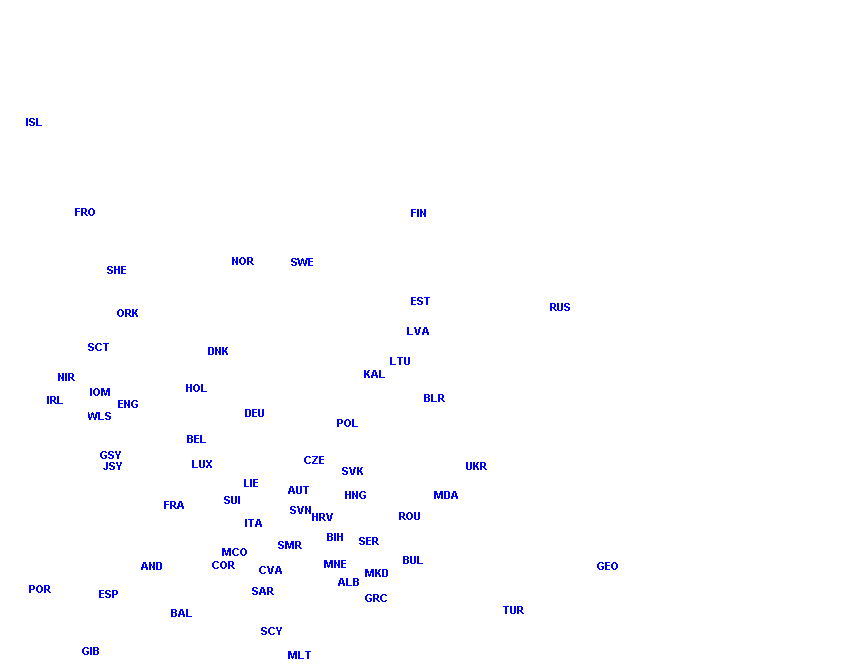 ISL
FRO
FIN
NOR
SWE
SHE
EST
RUS
ORK
LVA
SCT
DNK
LTU
KAL
NIR
HOL
IOM
BLR
IRL
ENG
DEU
WLS
POL
BEL
GSY
CZE
LUX
JSY
UKR
SVK
LIE
AUT
HNG
MDA
SUI
FRA
SVN
HRV
ROU
ITA
BIH
SER
SMR
MCO
BUL
MNE
COR
AND
GEO
CVA
MKD
ALB
POR
SAR
ESP
GRC
TUR
BAL
SCY
GIB
MLT